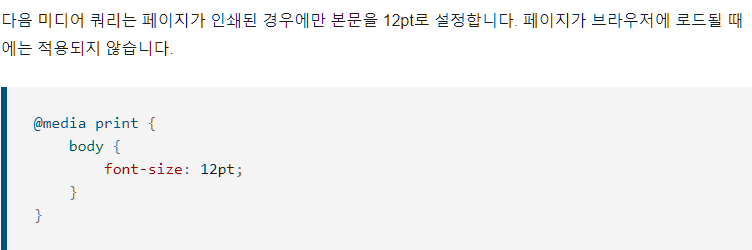 다음 미디어 쿼리는 페이지가 인쇄된 경우에만 본문을 12pt로 설정합니다. 페이지가 브라우저에 로드될 때
에는 적용되지 않습니다.
@media print {
    body {
        font-size: 12pt;
    }
}